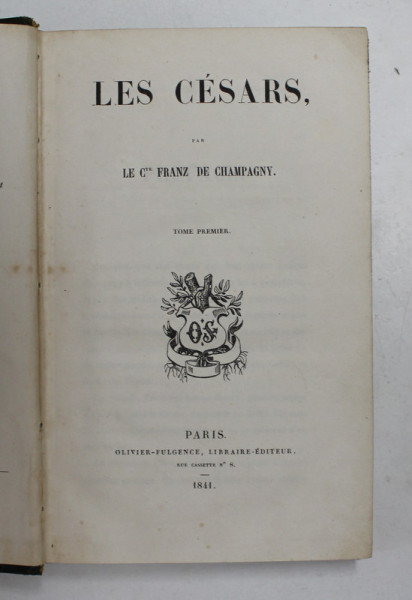 LES CÉSARS,
PAR
LE Cte FRANZ DE CHAMPAGNY.
TOME PREMIER.
PARIS.
OLIVIER-FULGENCE, LIBRAIRE-ÉDITEUR.
RUE CASSETTE N° 8.
1841.